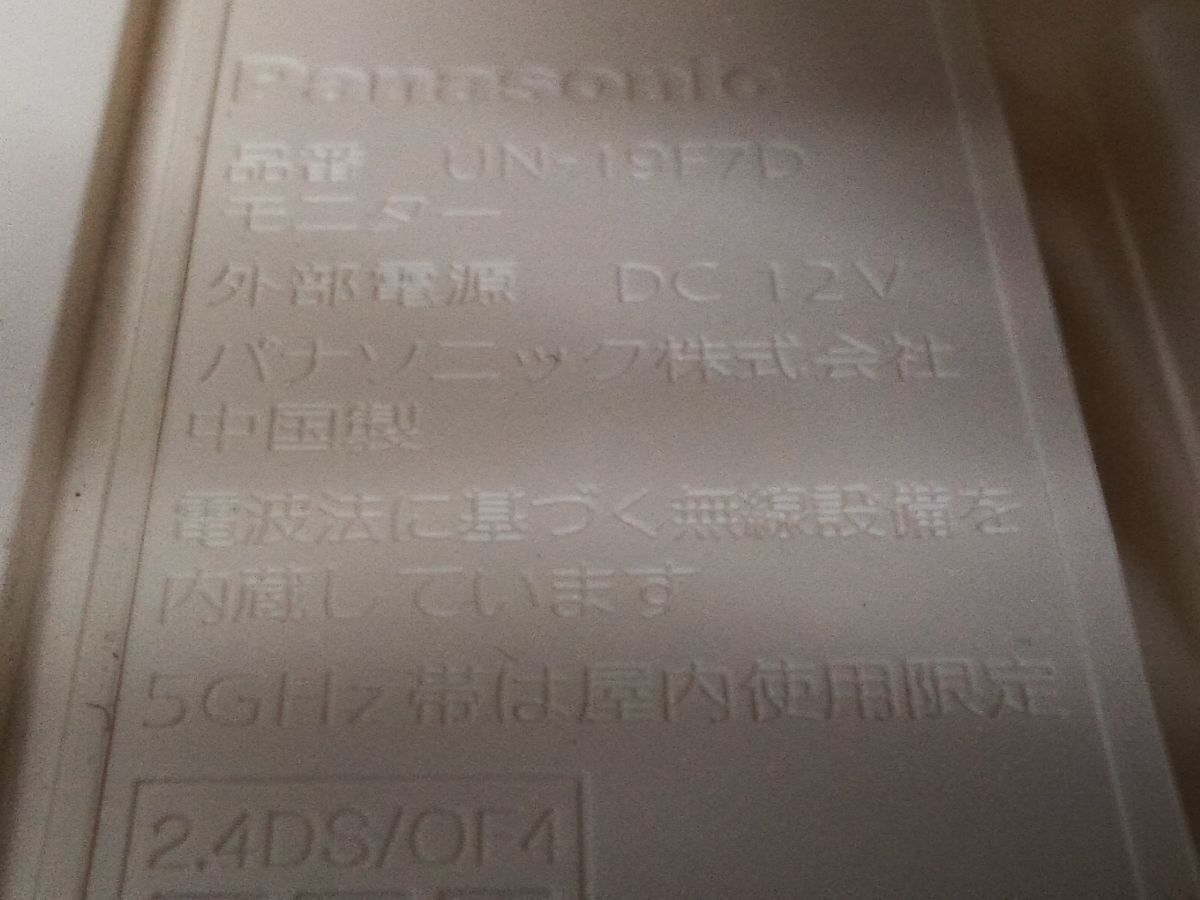 Panasonic
品番 UN-19F7D
モニター
外部電源 DC 12V
パナソニック株式会社
中国製
電波法に基づく無線設備を
内蔵しています
5GHz帯は屋内使用限定
2.4DS/OF4